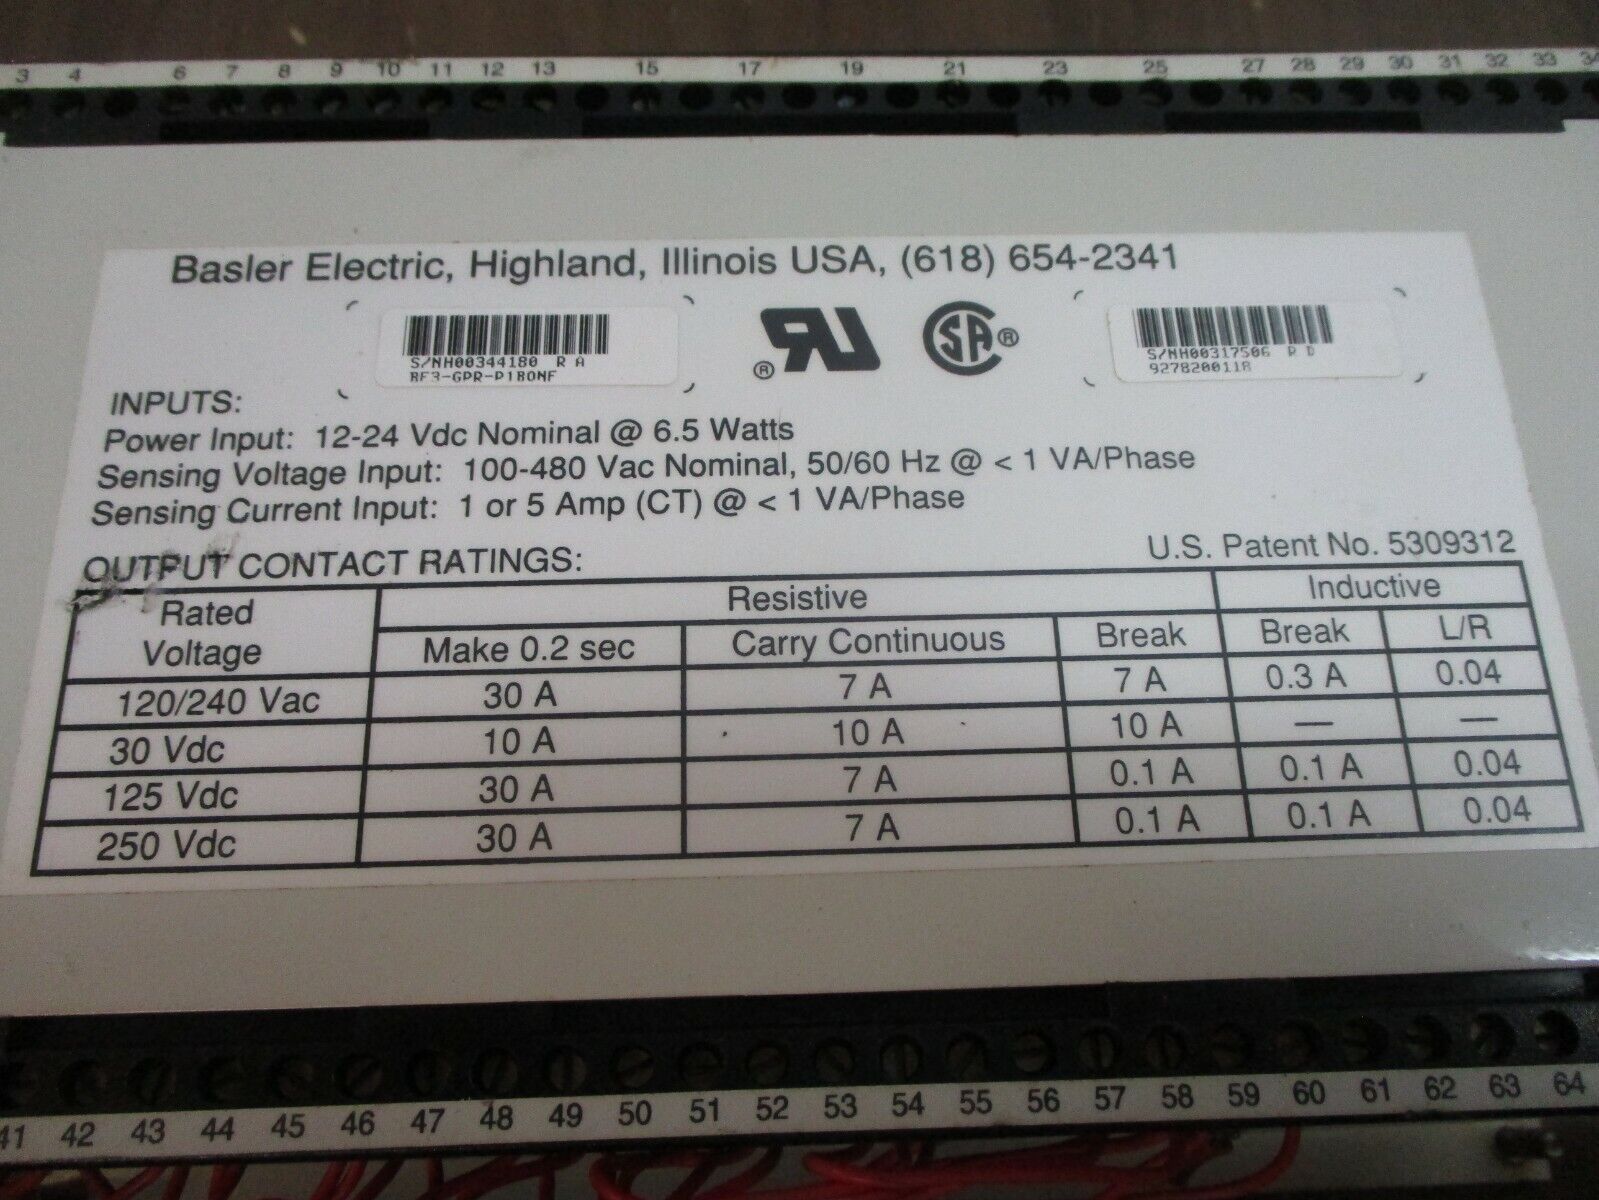 3 4 6 7 8 9 10 11 12 13 15 17 19 21 23 25 27 28 29 30 31 32 33 34
Basler Electric, Highland, Illinois USA, (618) 654-2341
S/NH00344180 R A
BE3-GPR-P1B0NF
®
SA ®
S/NH00317506 R D
9278200118
INPUTS:
Power Input: 12-24 Vdc Nominal @ 6.5 Watts
Sensing Voltage Input: 100-480 Vac Nominal, 50/60 Hz @ < 1 VA/Phase
Sensing Current Input: 1 or 5 Amp (CT) @ < 1 VA/Phase
OUTPUT CONTACT RATINGS:
U.S. Patent No. 5309312
Rated Voltage Resistive Inductive
Make 0.2 sec Carry Continuous Break Break L/R
120/240 Vac 30 A 7 A 7 A 0.3 A 0.04
30 Vdc 10 A 10 A 10 A — —
125 Vdc 30 A 7 A 0.1 A 0.1 A 0.04
250 Vdc 30 A 7 A 0.1 A 0.1 A 0.04
41 42 43 44 45 46 47 48 49 50 51 52 53 54 55 56 57 58 59 60 61 62 63 64